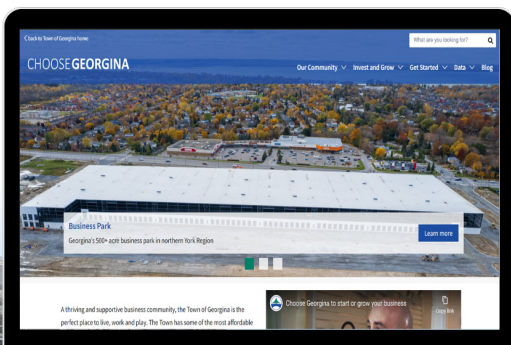 back to Town of Georgina home
What are you looking for?
CHOOSE GEORGINA
Our Community
Invest and Grow
Get Started
Data
Blog
Business Park
Georgina's 500+ acre business park in northern York Region
Learn more
A thriving and supportive business community, the Town of Georgina is the
perfect place to live, work and play. The Town has some of the most affordable
Choose Georgina to start or grow your business
Copy link